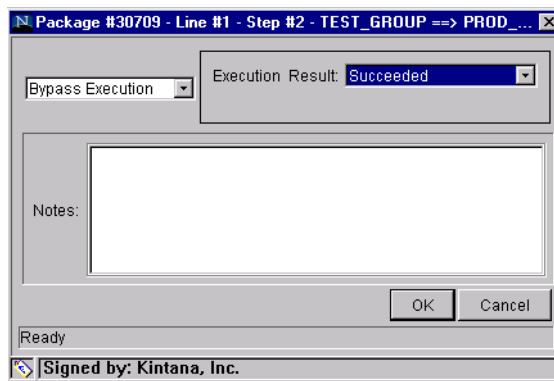 Package #30709 - Line #1 - Step #2 - TEST_GROUP ==> PROD_...
Bypass Execution
Execution Result: Succeeded
Notes:
OK Cancel
Ready
Signed by: Kintana, Inc.